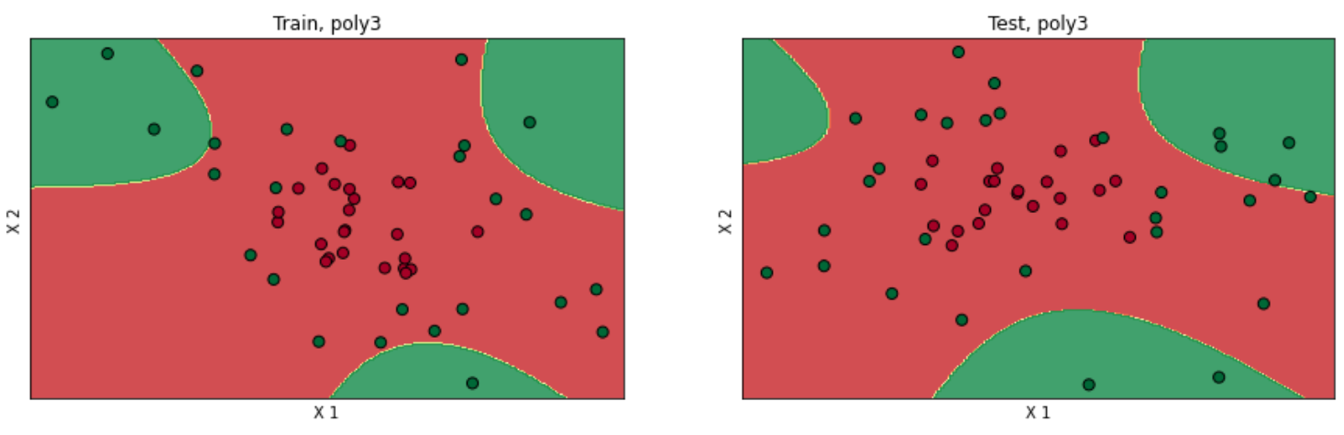 Train, poly3
Test, poly3
X 2
X 2
X 1
X 1